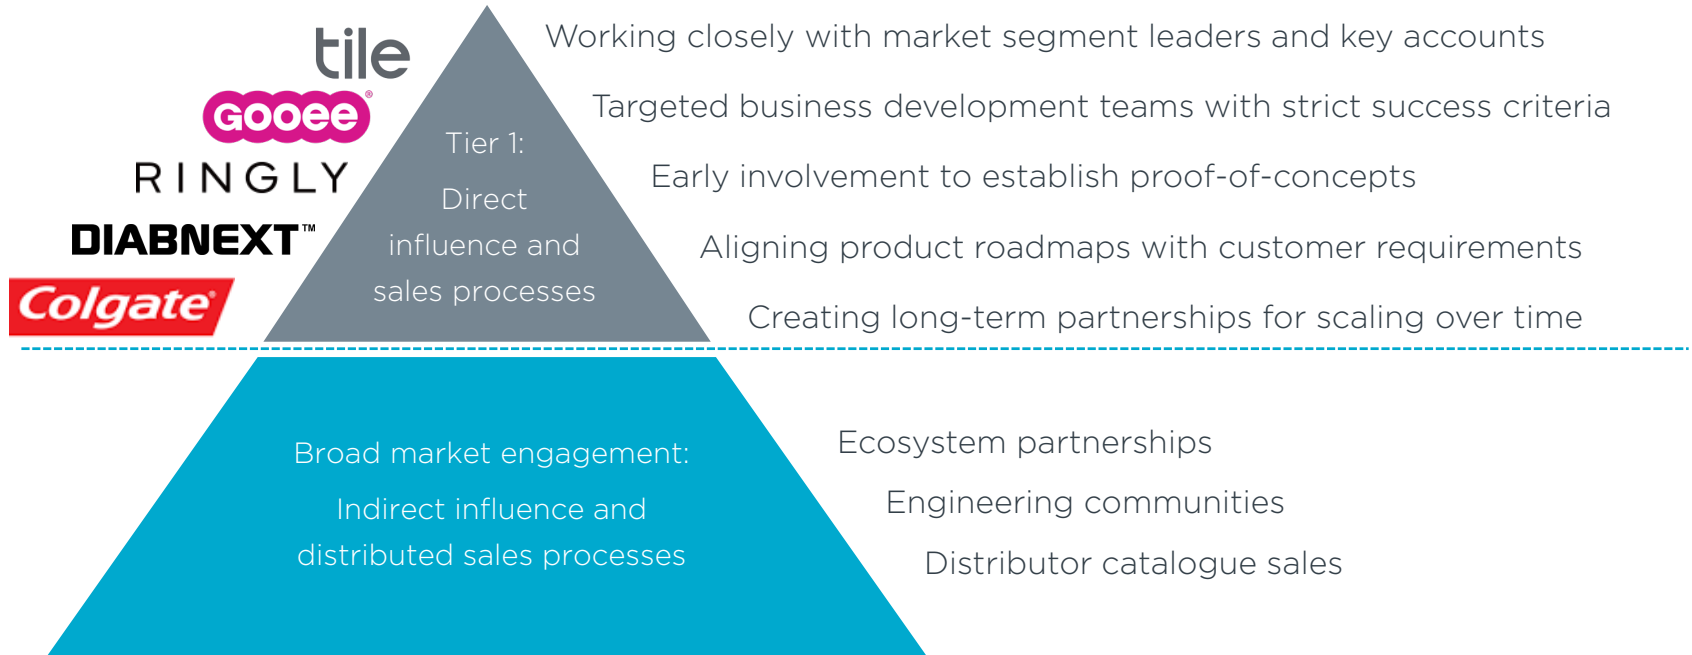 tile
GOOEE®
RINGLY
DIABNEXT™
Colgate®
Tier 1:
Direct
influence and
sales processes
Working closely with market segment leaders and key accounts
Targeted business development teams with strict success criteria
Early involvement to establish proof-of-concepts
Aligning product roadmaps with customer requirements
Creating long-term partnerships for scaling over time
Broad market engagement:
Indirect influence and
distributed sales processes
Ecosystem partnerships
Engineering communities
Distributor catalogue sales